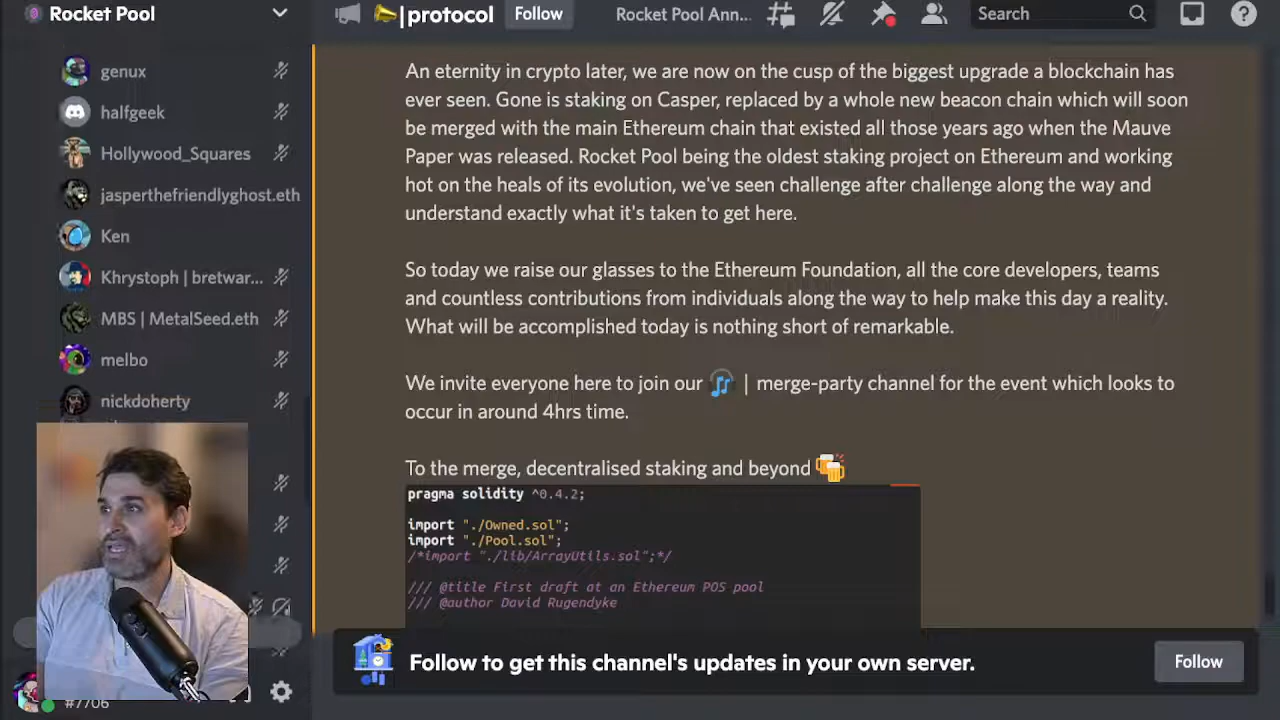 Rocket Pool
protocol
Follow
Rocket Pool Ann...
Search
genux
halfgeek
Hollywood_Squares
jasperthefriendlyghost.eth
Ken
Khrystoph | bretwar...
MBS | MetalSeed.eth
melbo
nickdoherty
#7706
An eternity in crypto later, we are now on the cusp of the biggest upgrade a blockchain has
ever seen. Gone is staking on Casper, replaced by a whole new beacon chain which will soon
be merged with the main Ethereum chain that existed all those years ago when the Mauve
Paper was released. Rocket Pool being the oldest staking project on Ethereum and working
hot on the heals of its evolution, we've seen challenge after challenge along the way and
understand exactly what it's taken to get here.
So today we raise our glasses to the Ethereum Foundation, all the core developers, teams
and countless contributions from individuals along the way to help make this day a reality.
What will be accomplished today is nothing short of remarkable.
We invite everyone here to join our | merge-party channel for the event which looks to
occur in around 4hrs time.
To the merge, decentralised staking and beyond
pragma solidity ^0.4.2;
import "./Owned.sol";
import "./Pool.sol";
/*import "./lib/ArrayUtils.sol";*/
/// @title First draft at an Ethereum POS pool
/// @author David Rugendyke
Follow to get this channel's updates in your own server.
Follow